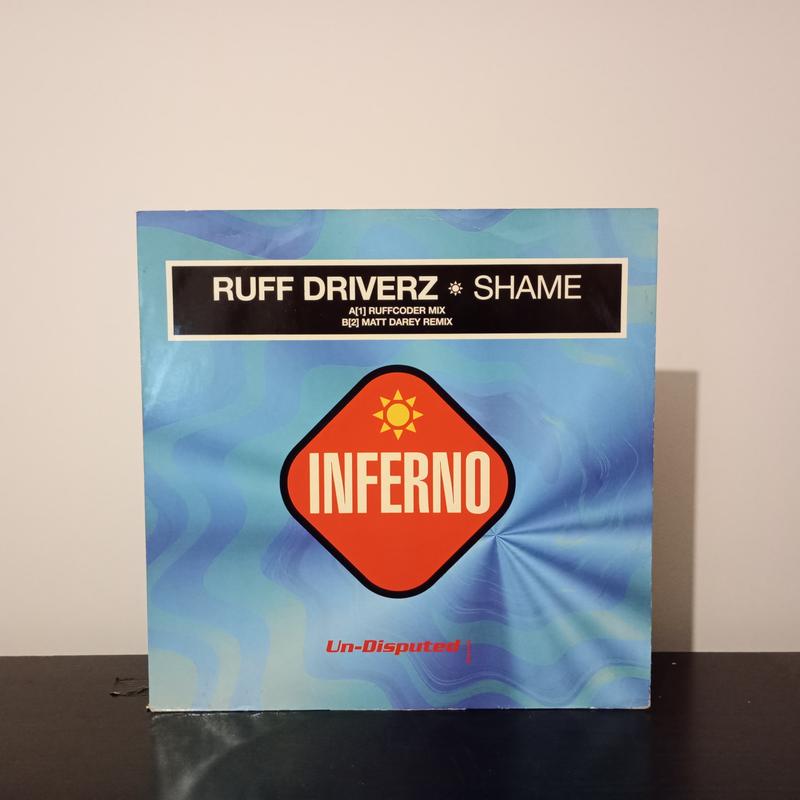 RUFF DRIVERZ ☀ SHAME
A[1] RUFFCODER MIX
B[2] MATT DAREY REMIX
INFERNO
Un-Disputed